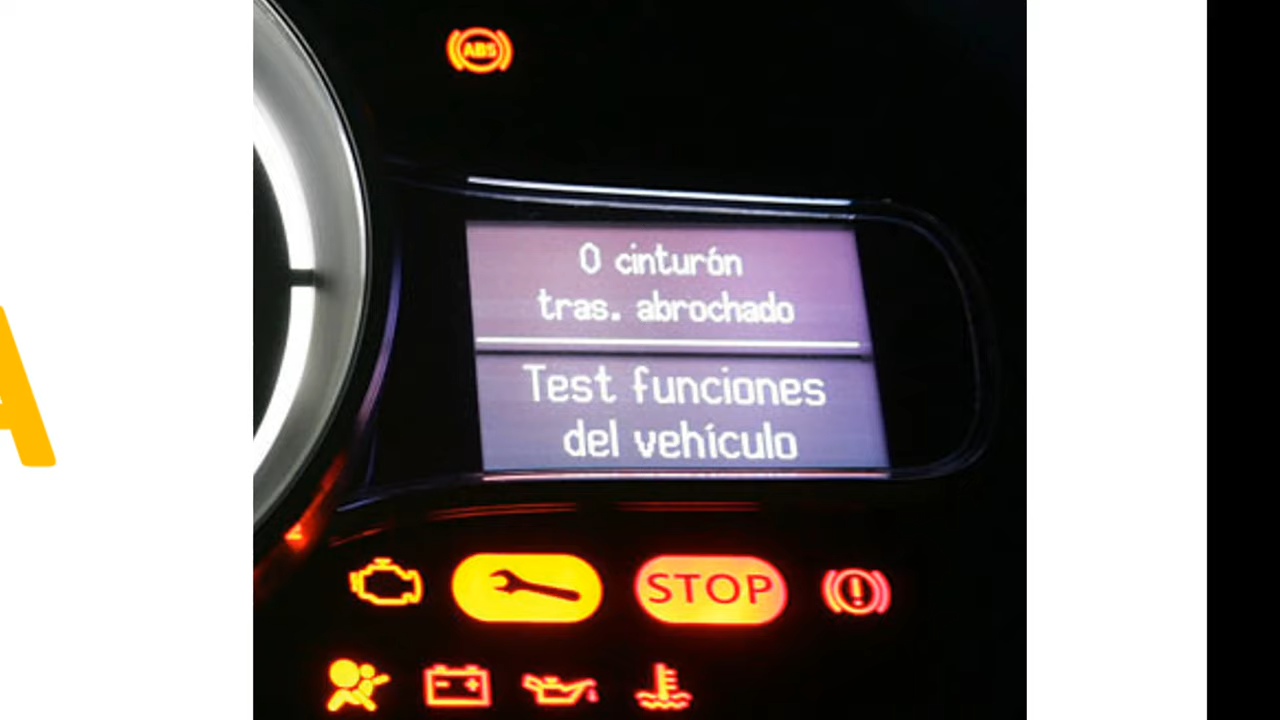 A
ABS
0 cinturón
tras. abrochado
Test funciones
del vehículo
STOP